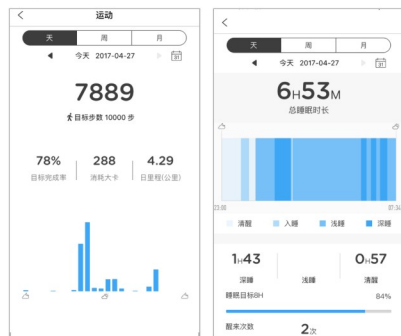 运动
天 周 月
今天 2017-04-27 31
7889
目标步数 10000 步
78% 288 4.29
目标完成率 消耗大卡 日里程(公里)
天 周 月
今天 2017-04-27 31
6H53M
总睡眠时长
23:00 07:34
清醒 入睡 浅睡 深睡
1H43 0H57
深睡 浅睡 清醒
睡眠目标8H 84%
醒来次数 2次